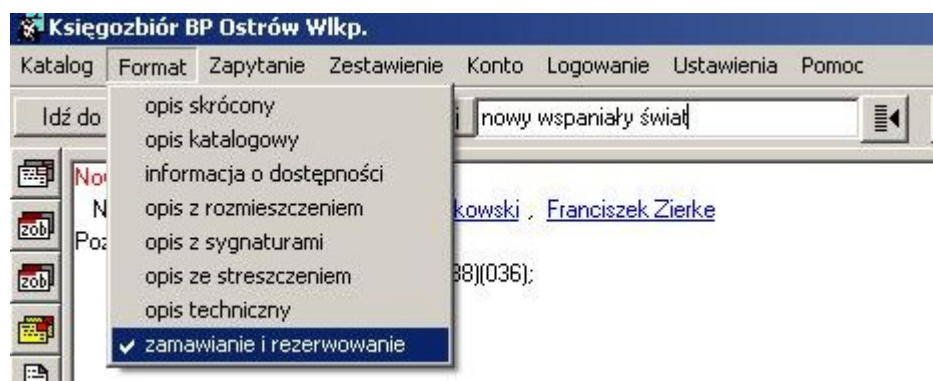 Księgozbiór BP Ostrów Wlkp.
Katalog Format Zapytanie Zestawienie Konto Logowanie Ustawienia Pomoc
Idź do nowy wspaniały świat
opis skrócony
opis katalogowy
informacja o dostępności
opis z rozmieszczeniem kowski , Franciszek Zierke
zob
opis z sygnaturami
zob
opis ze streszczeniem 38)(036);
opis techniczny
✓ zamawianie i rezerwowanie